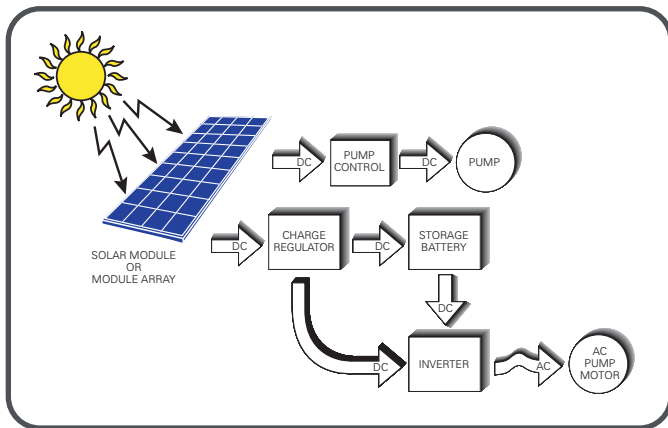 DC
PUMP
CONTROL
DC
PUMP
SOLAR MODULE
OR
MODULE ARRAY
DC
CHARGE
REGULATOR
DC
STORAGE
BATTERY
DC
DC
INVERTER
AC
AC
PUMP
MOTOR